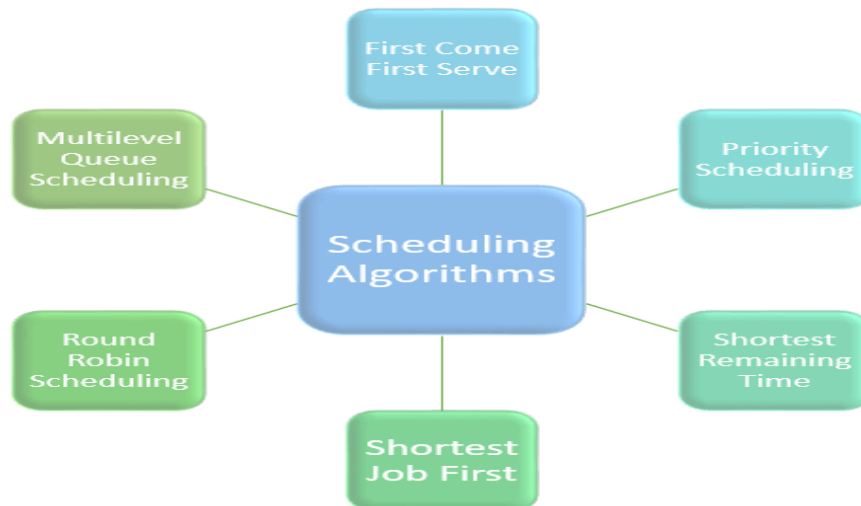 First Come
First Serve
Multilevel
Queue
Scheduling
Priority
Scheduling
Scheduling
Algorithms
Round
Robin
Scheduling
Shortest
Remaining
Time
Shortest
Job First